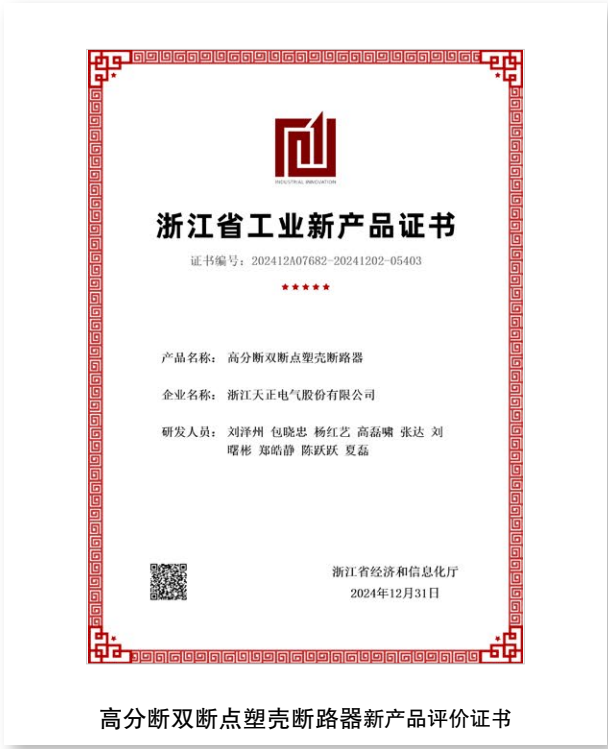 INDUSTRIAL INNOVATION
浙江省工业新产品证书
证书编号：202412A07682-20241202-05403
产品名称： 高分断双断点塑壳断路器
企业名称： 浙江天正电气股份有限公司
研发人员： 刘泽州 包晓忠 杨红艺 高磊啸 张达 刘
曙彬 郑皓静 陈跃跃 夏磊
浙江省经济和信息化厅
2024年12月31日
高分断双断点塑壳断路器新产品评价证书